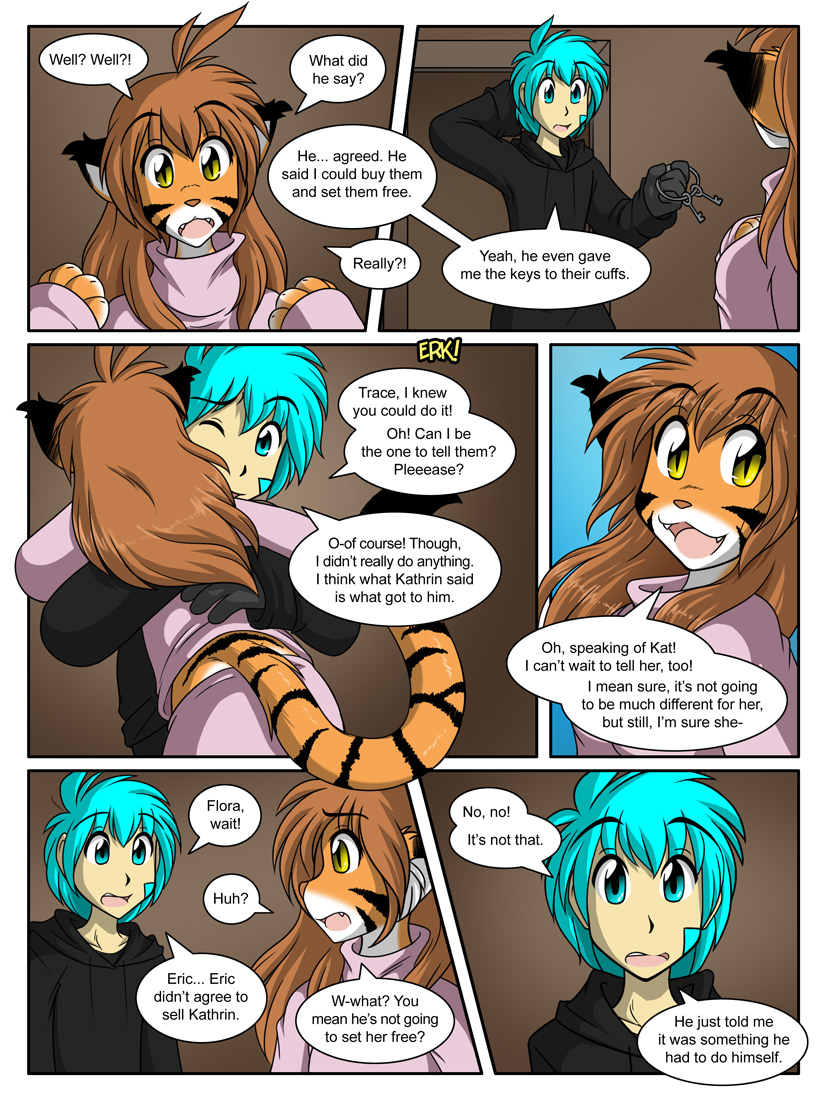 Well? Well?!
What did
he say?
He... agreed. He
said I could buy them
and set them free.
Yeah, he even gave
me the keys to their cuffs.
Really?!
ERK!
Trace, I knew
you could do it!
Oh! Can I be
the one to tell them?
Pleeease?
O-of course! Though,
I didn't really do anything.
I think what Kathrin said
is what got to him.
Oh, speaking of Kat!
I can't wait to tell her, too!
I mean sure, it's not going
to be much different for her,
but still, I'm sure she-
Flora,
wait!
Huh?
Eric... Eric
didn't agree to
sell Kathrin.
W-what? You
mean he's not going
to set her free?
No, no!
It's not that.
He just told me
it was something he
had to do himself.